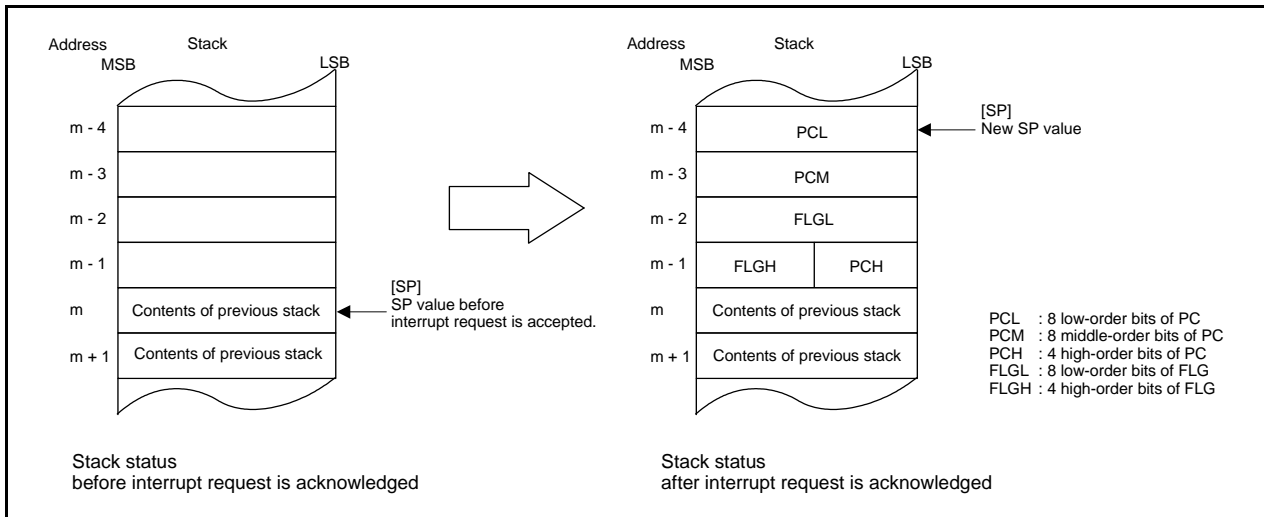 Address
Stack
MSB
LSB
m - 4
m - 3
m - 2
m - 1
m
Contents of previous stack
m + 1
Contents of previous stack
[SP]
SP value before
interrupt request is accepted.
Stack status
before interrupt request is acknowledged
Address
Stack
MSB
LSB
m - 4
PCL
m - 3
PCM
m - 2
FLGL
m - 1
FLGH
PCH
m
Contents of previous stack
m + 1
Contents of previous stack
[SP]
New SP value
PCL : 8 low-order bits of PC
PCM : 8 middle-order bits of PC
PCH : 4 high-order bits of PC
FLGL : 8 low-order bits of FLG
FLGH : 4 high-order bits of FLG
Stack status
after interrupt request is acknowledged